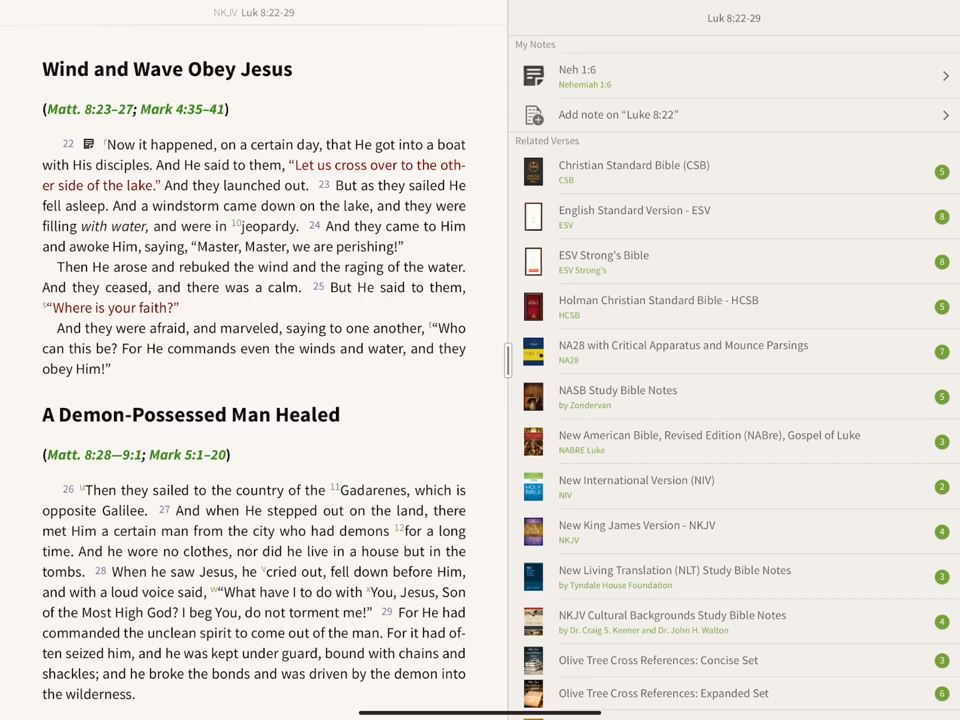 NKJV Luk 8:22-29
Wind and Wave Obey Jesus
(Matt. 8:23–27; Mark 4:35–41)
22 rNow it happened, on a certain day, that He got into a boat
with His disciples. And He said to them, “Let us cross over to the oth-
er side of the lake.” And they launched out. 23 But as they sailed He
fell asleep. And a windstorm came down on the lake, and they were
filling with water, and were in 10jeopardy. 24 And they came to Him
and awoke Him, saying, “Master, Master, we are perishing!”
Then He arose and rebuked the wind and the raging of the water.
And they ceased, and there was a calm. 25 But He said to them,
s“Where is your faith?”
And they were afraid, and marveled, saying to one another, t“Who
can this be? For He commands even the winds and water, and they
obey Him!”
A Demon-Possessed Man Healed
(Matt. 8:28—9:1; Mark 5:1–20)
26 uThen they sailed to the country of the 11Gadarenes, which is
opposite Galilee. 27 And when He stepped out on the land, there
met Him a certain man from the city who had demons 12for a long
time. And he wore no clothes, nor did he live in a house but in the
tombs. 28 When he saw Jesus, he vcried out, fell down before Him,
and with a loud voice said, w“What have I to do with xYou, Jesus, Son
of the Most High God? I beg You, do not torment me!” 29 For He had
commanded the unclean spirit to come out of the man. For it had of-
ten seized him, and he was kept under guard, bound with chains and
shackles; and he broke the bonds and was driven by the demon into
the wilderness.
Luk 8:22-29
My Notes
Neh 1:6
Nehemiah 1:6
Add note on “Luke 8:22”
Related Verses
Christian Standard Bible (CSB)
CSB
5
English Standard Version - ESV
ESV
8
ESV Strong's Bible
ESV Strong's
8
Holman Christian Standard Bible - HCSB
HCSB
5
NA28 with Critical Apparatus and Mounce Parsings
NA28
7
NASB Study Bible Notes
by Zondervan
5
New American Bible, Revised Edition (NABre), Gospel of Luke
NABRE Luke
3
New International Version (NIV)
NIV
2
New King James Version - NKJV
NKJV
4
New Living Translation (NLT) Study Bible Notes
by Tyndale House Foundation
3
NKJV Cultural Backgrounds Study Bible Notes
by Dr. Craig S. Keener and Dr. John H. Walton
4
Olive Tree Cross References: Concise Set
3
Olive Tree Cross References: Expanded Set
6